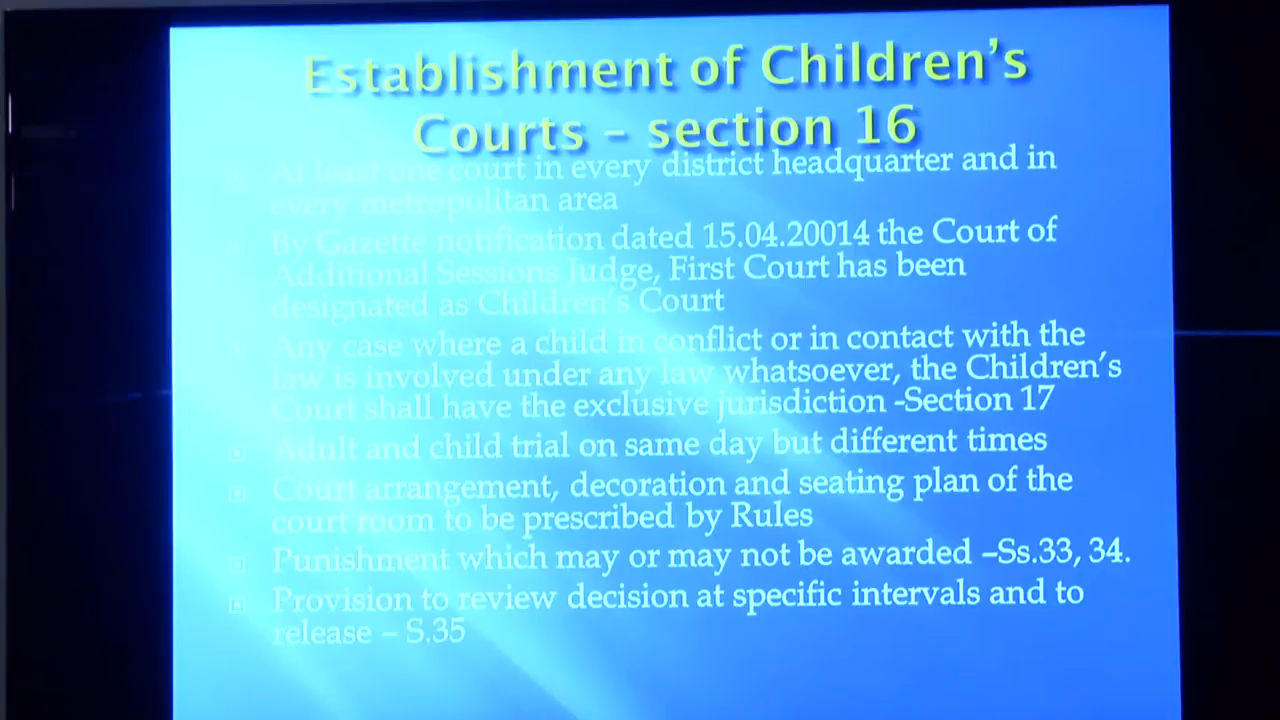 Establishment of Children's
Courts – section 16
At least one court in every district headquarter and in
every metropolitan area
By Gazette notification dated 15.04.20014 the Court of
Additional Sessions Judge, First Court has been
designated as Children's Court
Any case where a child in conflict or in contact with the
law is involved under any law whatsoever, the Children's
Court shall have the exclusive jurisdiction -Section 17
Adult and child trial on same day but different times
Court arrangement, decoration and seating plan of the
court room to be prescribed by Rules
Punishment which may or may not be awarded –Ss.33, 34.
Provision to review decision at specific intervals and to
release – S.35